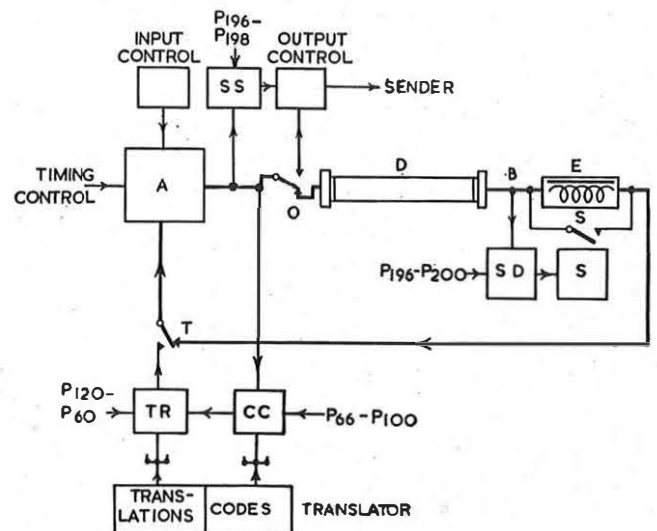 P196–
P198
INPUT
CONTROL
OUTPUT
CONTROL
SS
SENDER
TIMING
CONTROL
A
O
D
B
E
S
P196–P200
SD
S
T
P120–
P60
TR
CC
P66–P100
TRANS-
LATIONS
CODES
TRANSLATOR